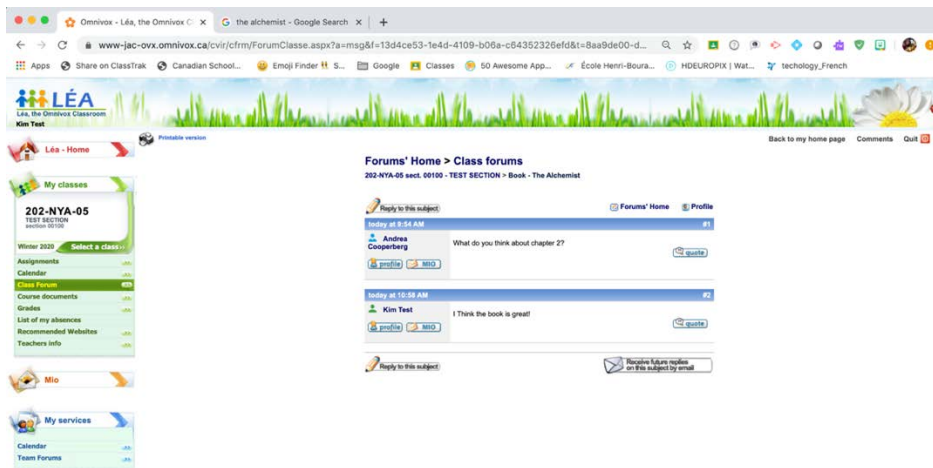 Omnivox - Léa, the Omnivox C
the alchemist - Google Search
www-jac-ovx.omnivox.ca/cvir/cfrm/ForumClasse.aspx?a=msg&f=13d4ce53-1e4d-4109-b06a-c64352326efd&t=8aa9de00-d...
Apps Share on ClassTrak Canadian School... Emoji Finder S... Google Classes 50 Awesome App... École Henri-Boura... HDEUROPIX | Wat... techology_French
LÉA
Léa, the Omnivox Classroom
Kim Test
Printable version
Back to my home page Comments Quit
Léa - Home
My classes
202-NYA-05
TEST SECTION
section 00100
Winter 2020 Select a class
Assignments
Calendar
Class Forum
Course documents
Grades
List of my absences
Recommended Websites
Teachers info
Mio
My services
Calendar
Team Forums
Forums' Home > Class forums
202-NYA-05 sect. 00100 - TEST SECTION > Book - The Alchemist
Reply to this subject Forums' Home Profile
today at 9:54 AM #1
Andrea Cooperberg
What do you think about chapter 2?
profile MIO quote
today at 10:58 AM #2
Kim Test
I Think the book is great!
profile MIO quote
Reply to this subject
Receive future replies
on this subject by email